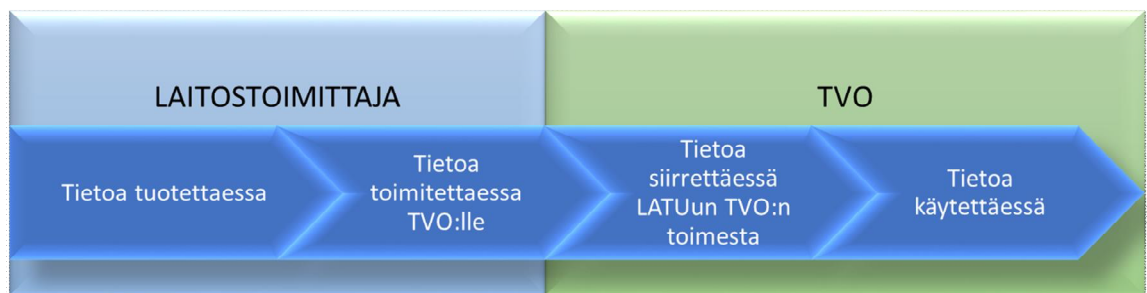 LAITOSTOIMITTAJA
TVO
Tietoa tuotettaessa
Tietoa
toimitettaessa
TVO:lle
Tietoa
siirrettäessä
LATUun TVO:n
toimesta
Tietoa
käytettäessä